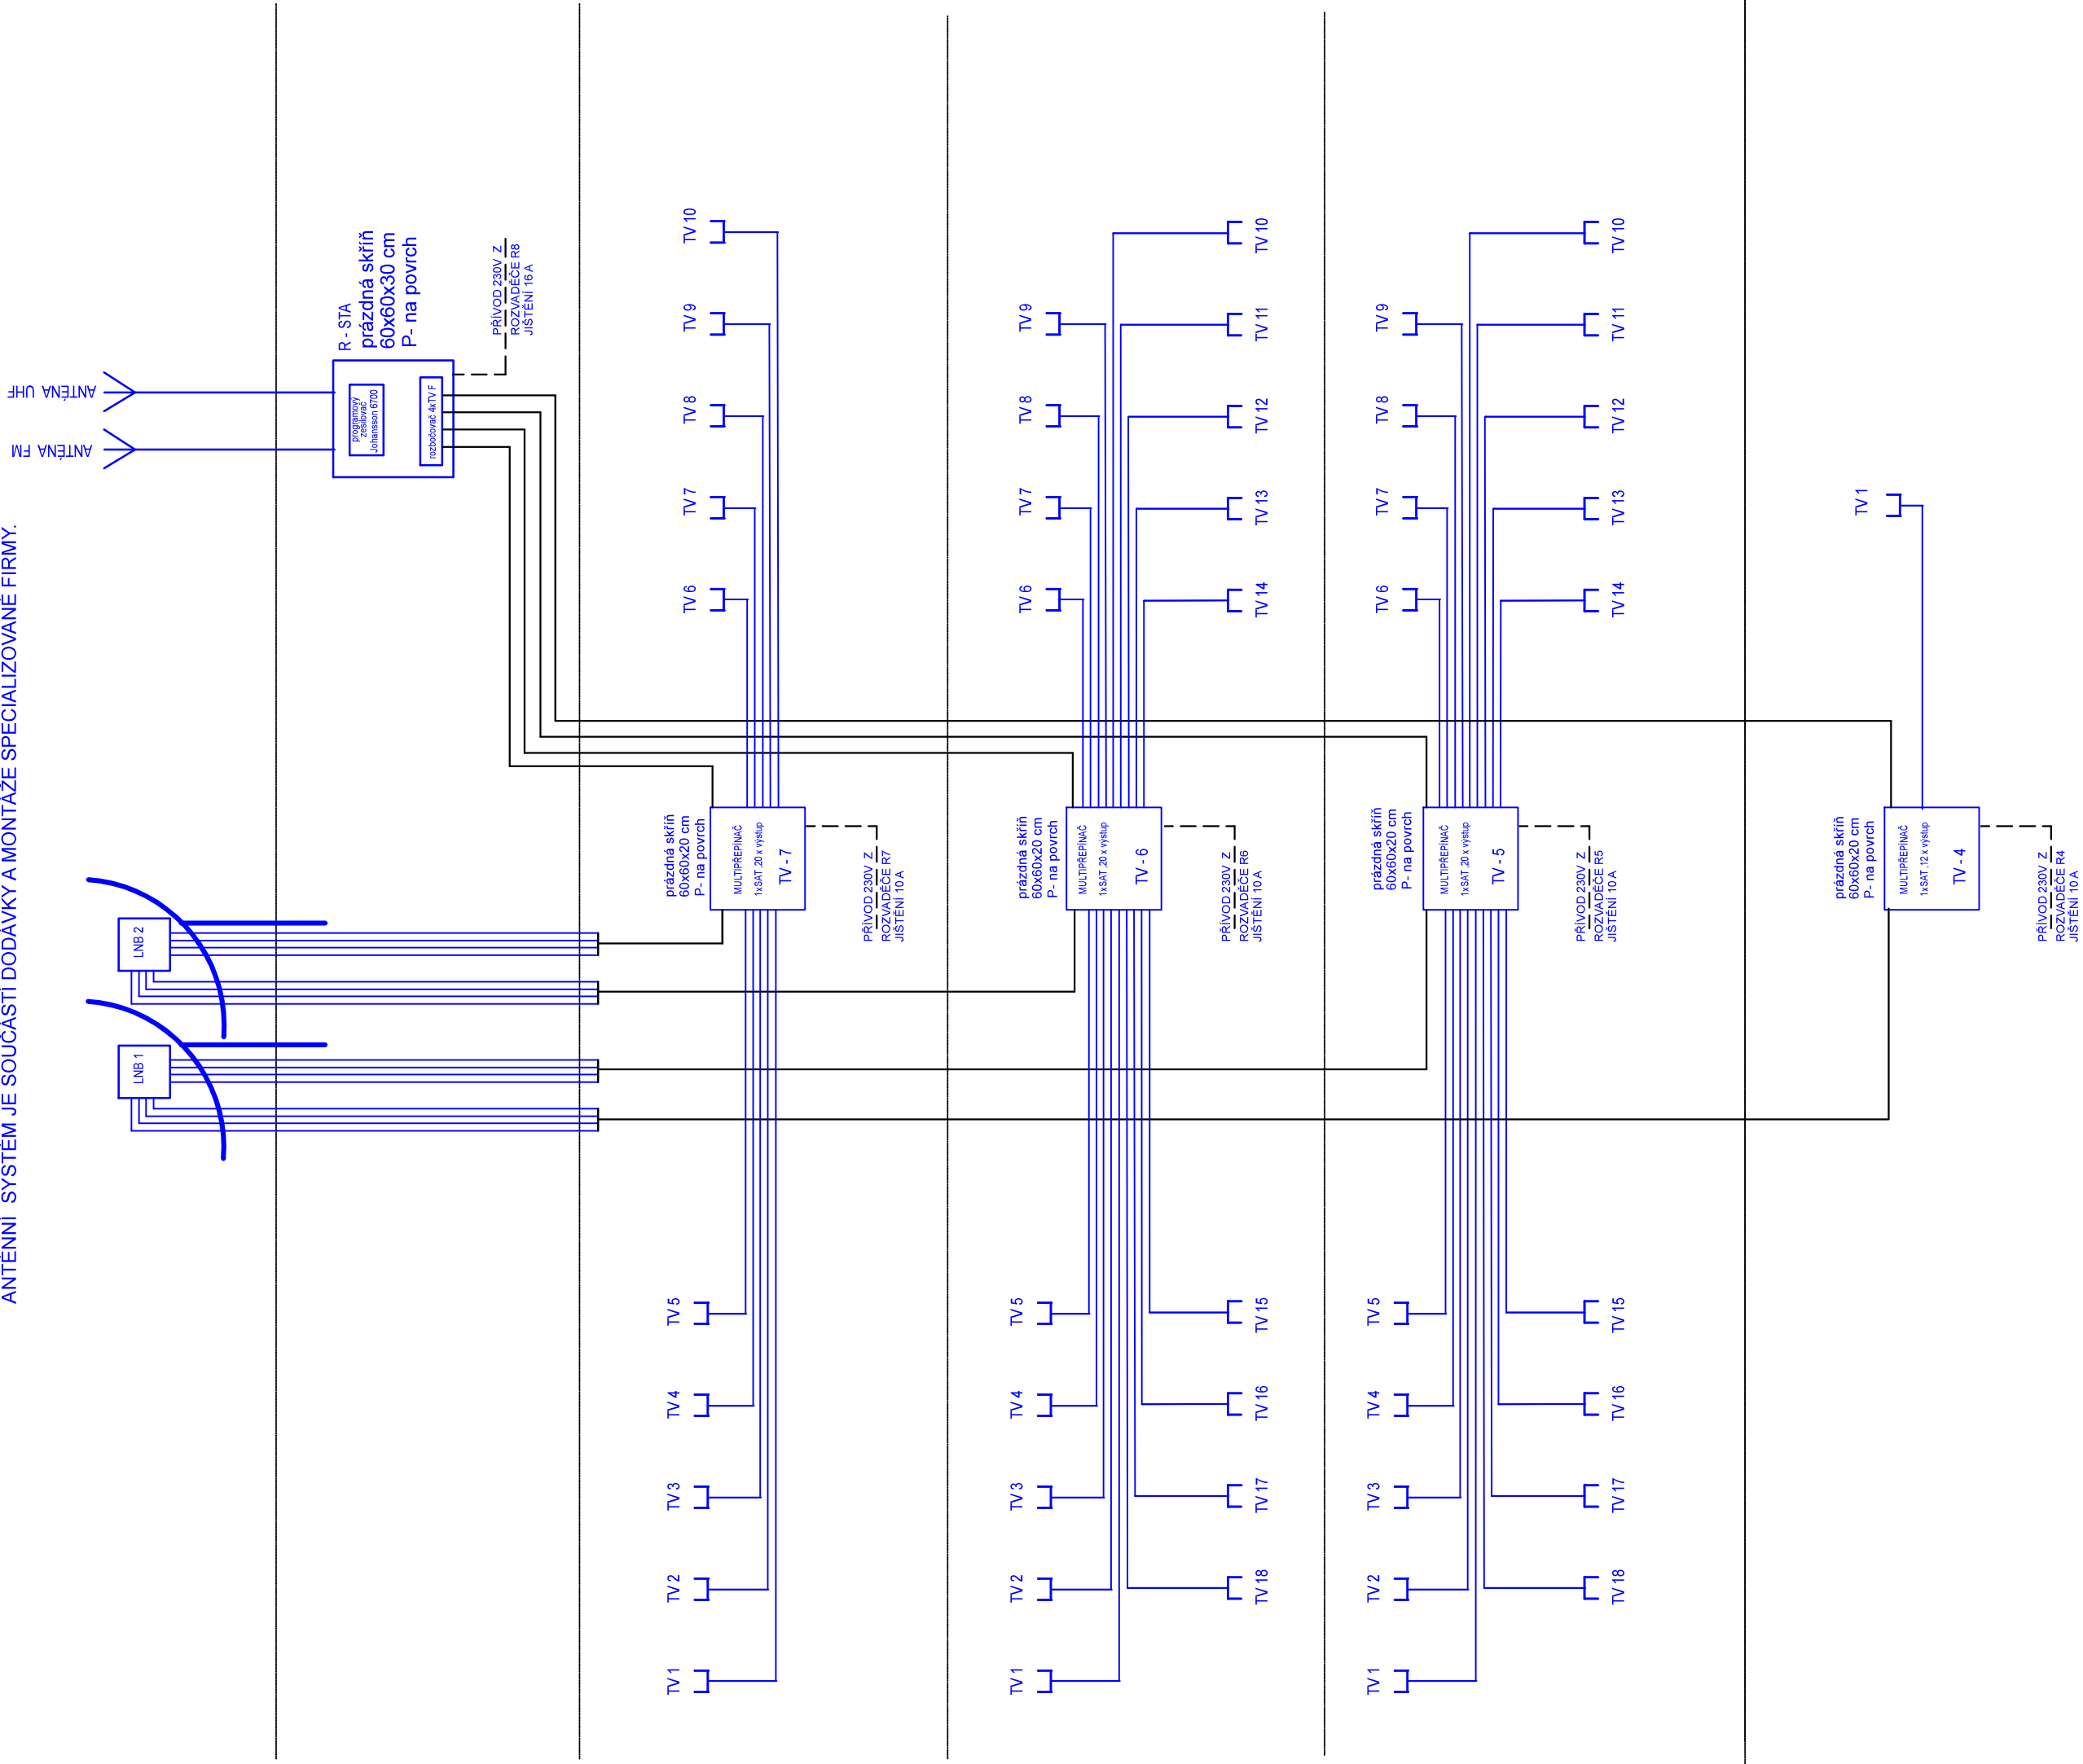 ANTÉNNÍ SYSTÉM JE SOUČÁSTÍ DODÁVKY A MONTÁŽE SPECIALIZOVANÉ FIRMY.
ANTÉNA UHF
ANTÉNA FM
LNB 2
LNB 1
R - STA
prázdná skříň
60x60x30 cm
P- na povrch
programový
zesilovač
Johansson 6700
rozbočovač 4xTV F
PŘÍVOD 230V Z
ROZVADĚČE R8
JIŠTĚNÍ 16 A
TV 10
TV 9
TV 8
TV 7
TV 6
prázdná skříň
60x60x20 cm
P- na povrch
MULTIPŘEPÍNAČ
1xSAT ,20 x výstup
TV - 7
PŘÍVOD 230V Z
ROZVADĚČE R7
JIŠTĚNÍ 10 A
TV 5
TV 4
TV 3
TV 2
TV 1
TV 9
TV 8
TV 7
TV 6
TV 10
TV 11
TV 12
TV 13
TV 14
prázdná skříň
60x60x20 cm
P- na povrch
MULTIPŘEPÍNAČ
1xSAT ,20 x výstup
TV - 6
PŘÍVOD 230V Z
ROZVADĚČE R6
JIŠTĚNÍ 10 A
TV 5
TV 4
TV 3
TV 2
TV 1
TV 15
TV 16
TV 17
TV 18
TV 9
TV 8
TV 7
TV 6
TV 10
TV 11
TV 12
TV 13
TV 14
prázdná skříň
60x60x20 cm
P- na povrch
MULTIPŘEPÍNAČ
1xSAT ,20 x výstup
TV - 5
PŘÍVOD 230V Z
ROZVADĚČE R5
JIŠTĚNÍ 10 A
TV 5
TV 4
TV 3
TV 2
TV 1
TV 15
TV 16
TV 17
TV 18
TV 1
prázdná skříň
60x60x20 cm
P- na povrch
MULTIPŘEPÍNAČ
1xSAT ,12 x výstup
TV - 4
PŘÍVOD 230V Z
ROZVADĚČE R4
JIŠTĚNÍ 10 A